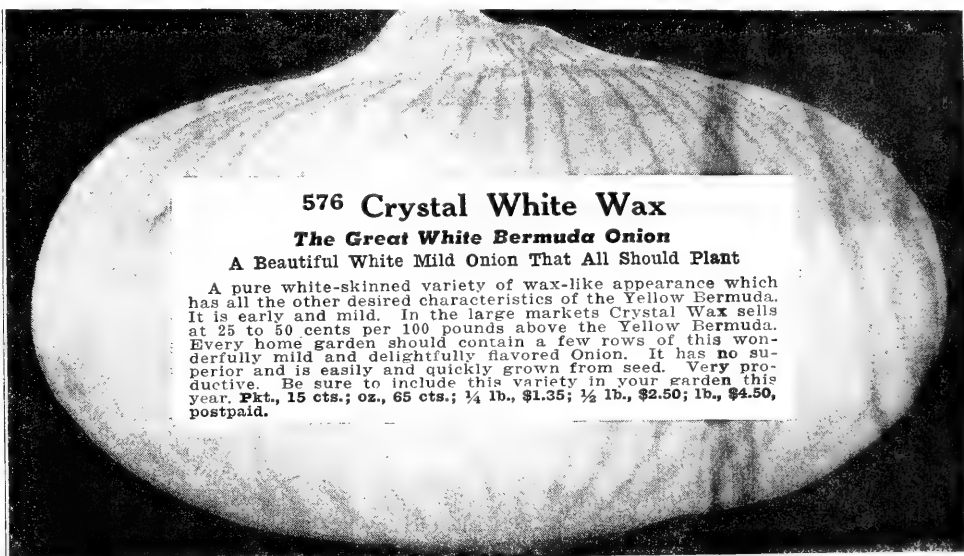 576 Crystal White Wax
The Great White Bermuda Onion
A Beautiful White Mild Onion That All Should Plant
A pure white-skinned variety of wax-like appearance which
has all the other desired characteristics of the Yellow Bermuda.
It is early and mild. In the large markets Crystal Wax sells
at 25 to 50 cents per 100 pounds above the Yellow Bermuda.
Every home garden should contain a few rows of this won-
derfully mild and delightfully flavored Onion. It has no su-
perior and is easily and quickly grown from seed. Very pro-
ductive. Be sure to include this variety in your garden this
year. Pkt., 15 cts.; oz., 65 cts.; ¼ lb., $1.35; ½ lb., $2.50; lb., $4.50,
postpaid.